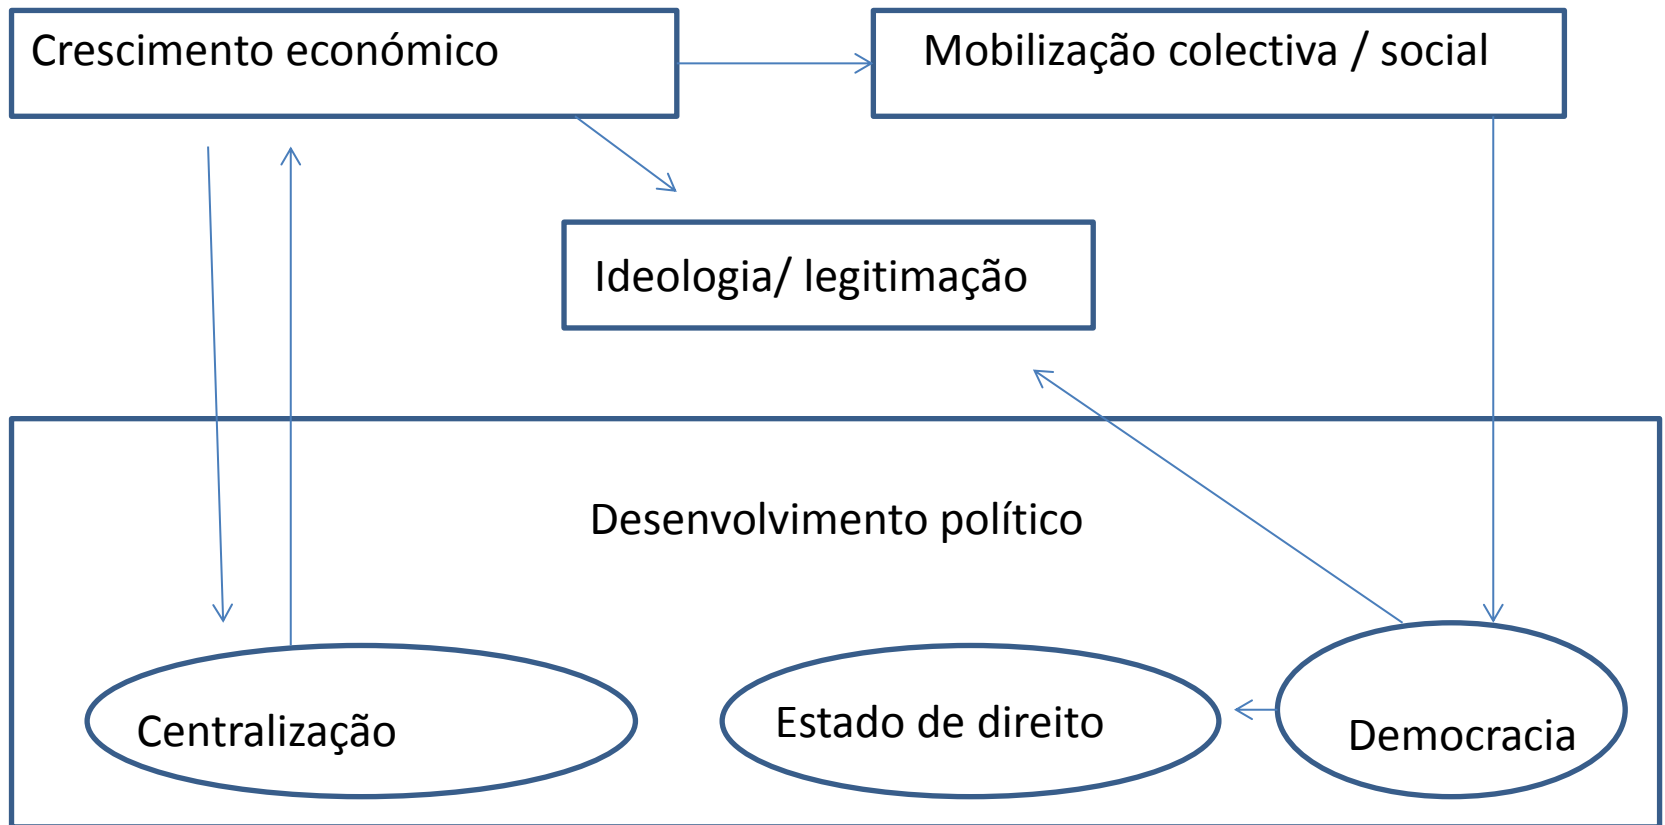 Crescimento económico
Mobilização colectiva / social
Ideologia/ legitimação
Desenvolvimento político
Centralização
Estado de direito
Democracia